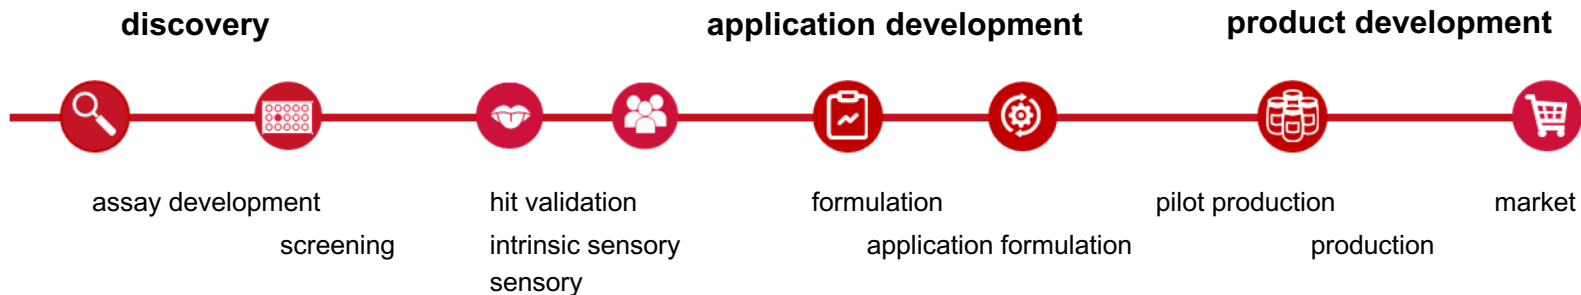 discovery
application development
product development
assay development
screening
hit validation
intrinsic sensory
sensory
formulation
application formulation
pilot production
production
market